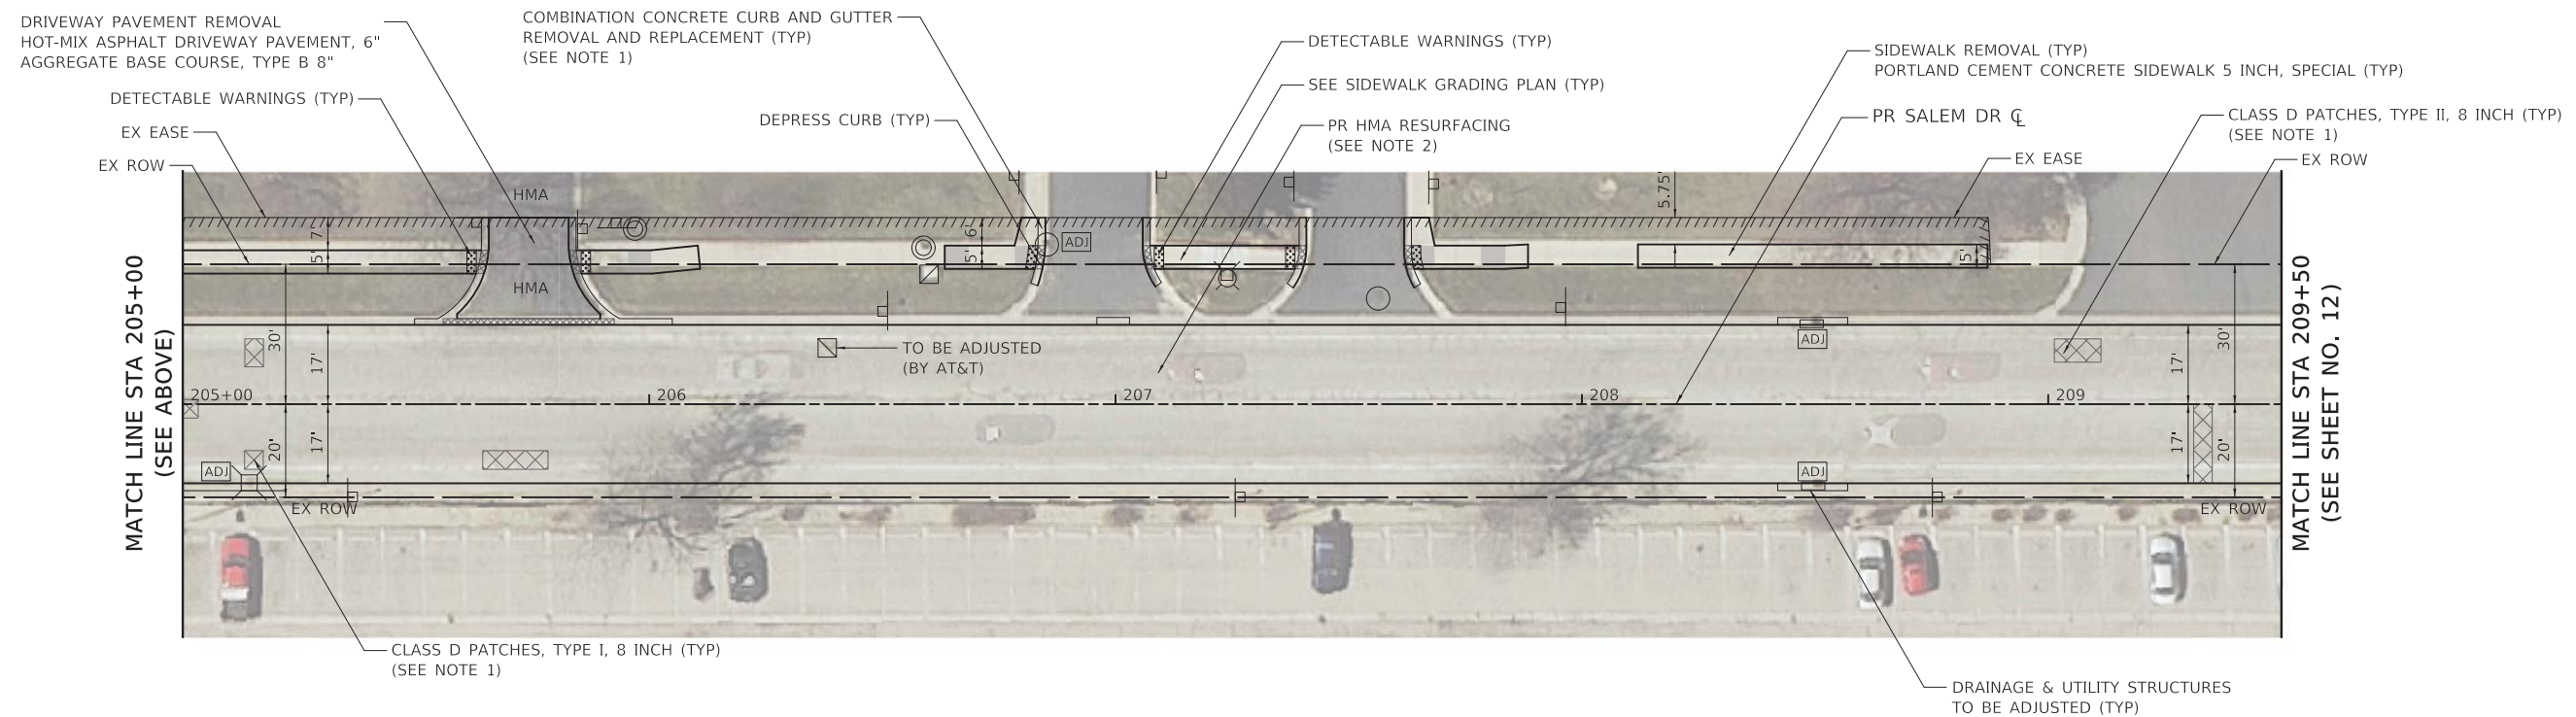 DRIVEWAY PAVEMENT REMOVAL
HOT-MIX ASPHALT DRIVEWAY PAVEMENT, 6"
AGGREGATE BASE COURSE, TYPE B 8"
DETECTABLE WARNINGS (TYP)
EX EASE
EX ROW
COMBINATION CONCRETE CURB AND GUTTER
REMOVAL AND REPLACEMENT (TYP)
(SEE NOTE 1)
DEPRESS CURB (TYP)
DETECTABLE WARNINGS (TYP)
SEE SIDEWALK GRADING PLAN (TYP)
PR HMA RESURFACING
(SEE NOTE 2)
SIDEWALK REMOVAL (TYP)
PORTLAND CEMENT CONCRETE SIDEWALK 5 INCH, SPECIAL (TYP)
PR SALEM DR ℄
CLASS D PATCHES, TYPE II, 8 INCH (TYP)
(SEE NOTE 1)
EX EASE
EX ROW
MATCH LINE STA 205+00
(SEE ABOVE)
HMA
HMA
7'
5'
6'
5'
5.75'
5'
ADJ
30'
17'
TO BE ADJUSTED
(BY AT&T)
ADJ
17'
30'
205+00
206
207
208
209
20'
17'
ADJ
ADJ
17'
20'
EX ROW
EX ROW
MATCH LINE STA 209+50
(SEE SHEET NO. 12)
CLASS D PATCHES, TYPE I, 8 INCH (TYP)
(SEE NOTE 1)
DRAINAGE & UTILITY STRUCTURES
TO BE ADJUSTED (TYP)